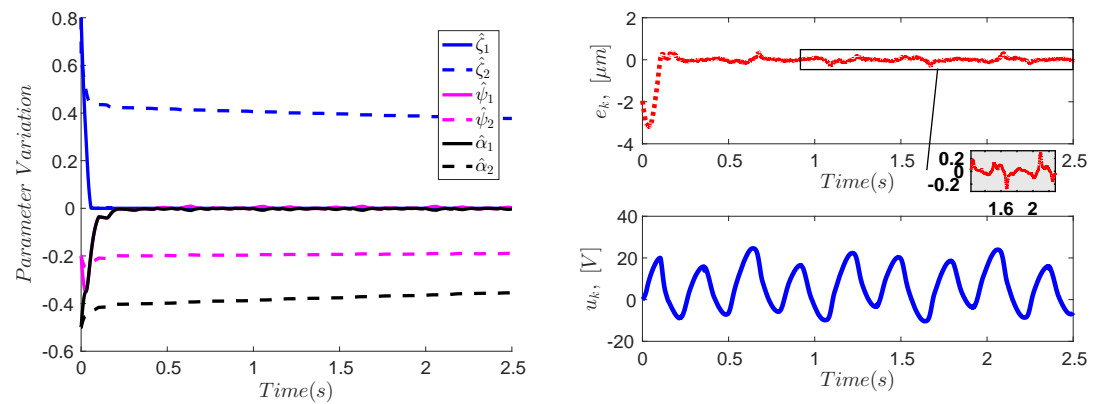 0.8
0.6
0.4
0.2
0
-0.2
-0.4
-0.6
Parameter Variation
0 0.5 1 1.5 2 2.5
Time(s)
ζ̂₁
ζ̂₂
ψ̂₁
ψ̂₂
α̂₁
α̂₂
2
0
-2
-4
eₖ, [μm]
0 0.5 1 1.5 2 2.5
Time(s)
0.2
0
-0.2
1.6 2
40
20
0
-20
uₖ, [V]
0 0.5 1 1.5 2 2.5
Time(s)